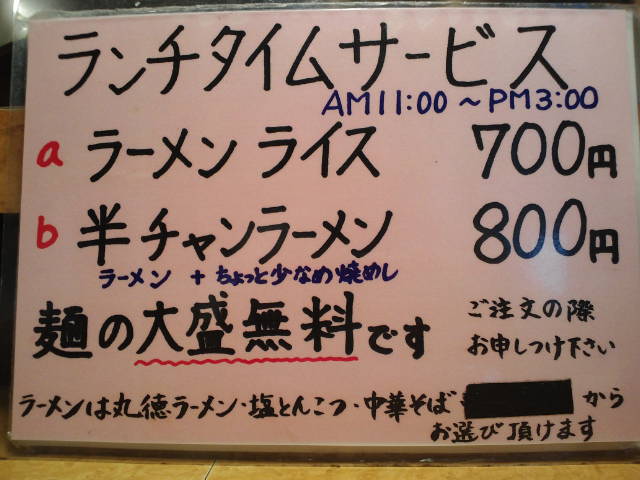 ランチタイムサービス
AM11:00 ~ PM3:00
a ラーメン ライス 700円
b 半チャンラーメン 800円
ラーメン + ちょっと少なめ焼めし
麺の大盛無料です
ご注文の際
お申しつけ下さい
ラーメンは丸徳ラーメン・塩とんこつ・中華そば から
お選び頂けます